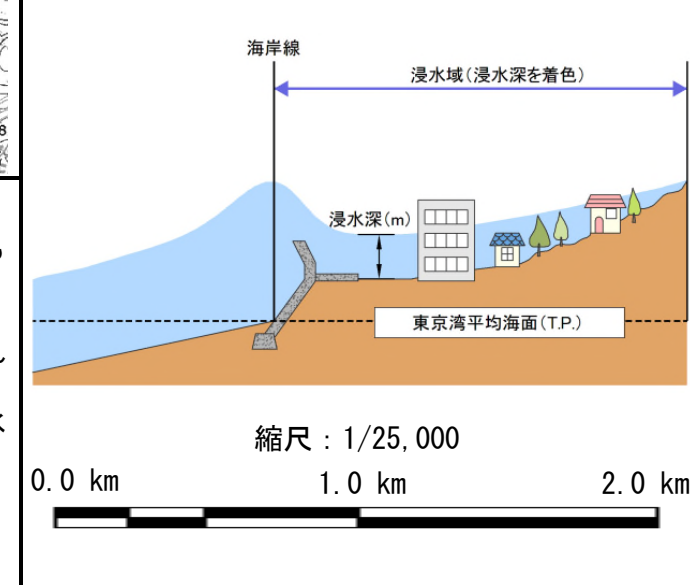 8
海岸線
浸水域(浸水深を着色)
浸水深(m)
東京湾平均海面(T.P.)
縮尺：1/25,000
0.0 km 1.0 km 2.0 km